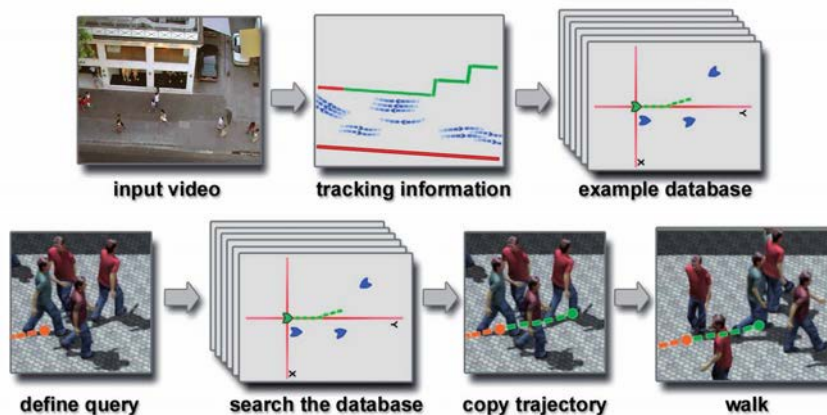 input video
tracking information
example database
Y
X
define query
search the database
copy trajectory
walk
Y
X